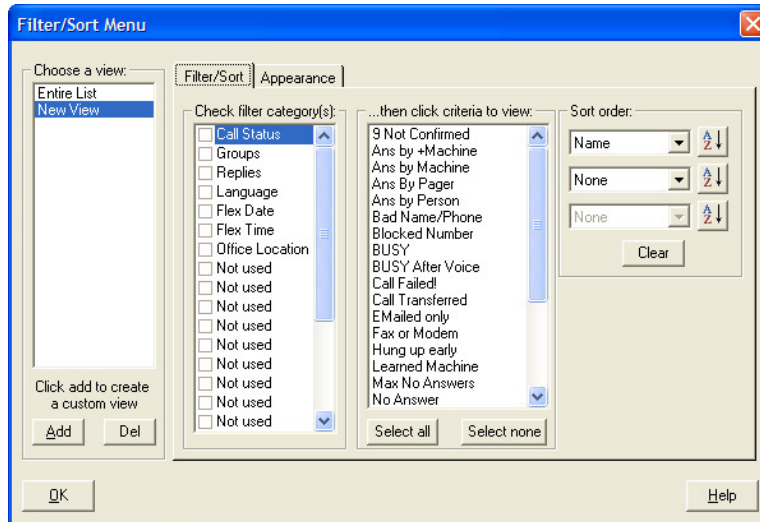 Filter/Sort Menu
Choose a view:
Entire List
New View
Click add to create
a custom view
Add
Del
Filter/Sort
Appearance
Check filter category(s):
Call Status
Groups
Replies
Language
Flex Date
Flex Time
Office Location
Not used
Not used
Not used
Not used
Not used
Not used
Not used
Not used
Not used
...then click criteria to view:
9 Not Confirmed
Ans by +Machine
Ans by Machine
Ans By Pager
Ans by Person
Bad Name/Phone
Blocked Number
BUSY
BUSY After Voice
Call Failed!
Call Transferred
EMailed only
Fax or Modem
Hung up early
Learned Machine
Max No Answers
No Answer
Select all
Select none
Sort order:
Name
A
Z
None
A
Z
None
A
Z
Clear
OK
Help